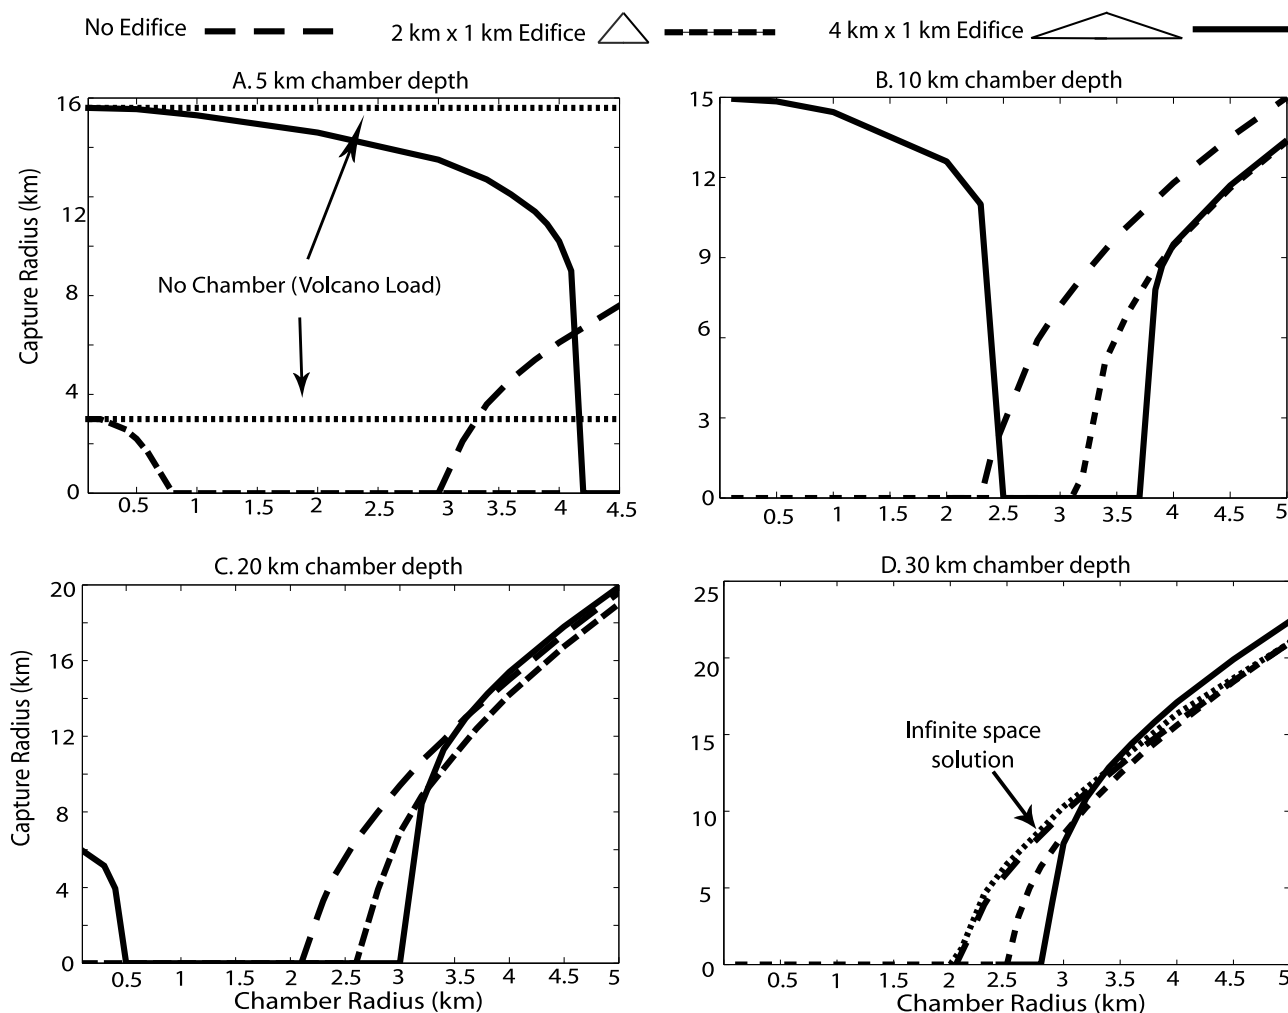 No Edifice
2 km x 1 km Edifice
4 km x 1 km Edifice
A. 5 km chamber depth
16
12
8
4
0
0.5 1 1.5 2 2.5 3 3.5 4 4.5
Capture Radius (km)
No Chamber (Volcano Load)
B. 10 km chamber depth
15
12
9
6
3
0
0.5 1 1.5 2 2.5 3 3.5 4 4.5 5
C. 20 km chamber depth
20
16
12
8
4
0
0.5 1 1.5 2 2.5 3 3.5 4 4.5 5
Capture Radius (km)
Chamber Radius (km)
D. 30 km chamber depth
25
20
15
10
5
0
0.5 1 1.5 2 2.5 3 3.5 4 4.5 5
Infinite space
solution
Chamber Radius (km)